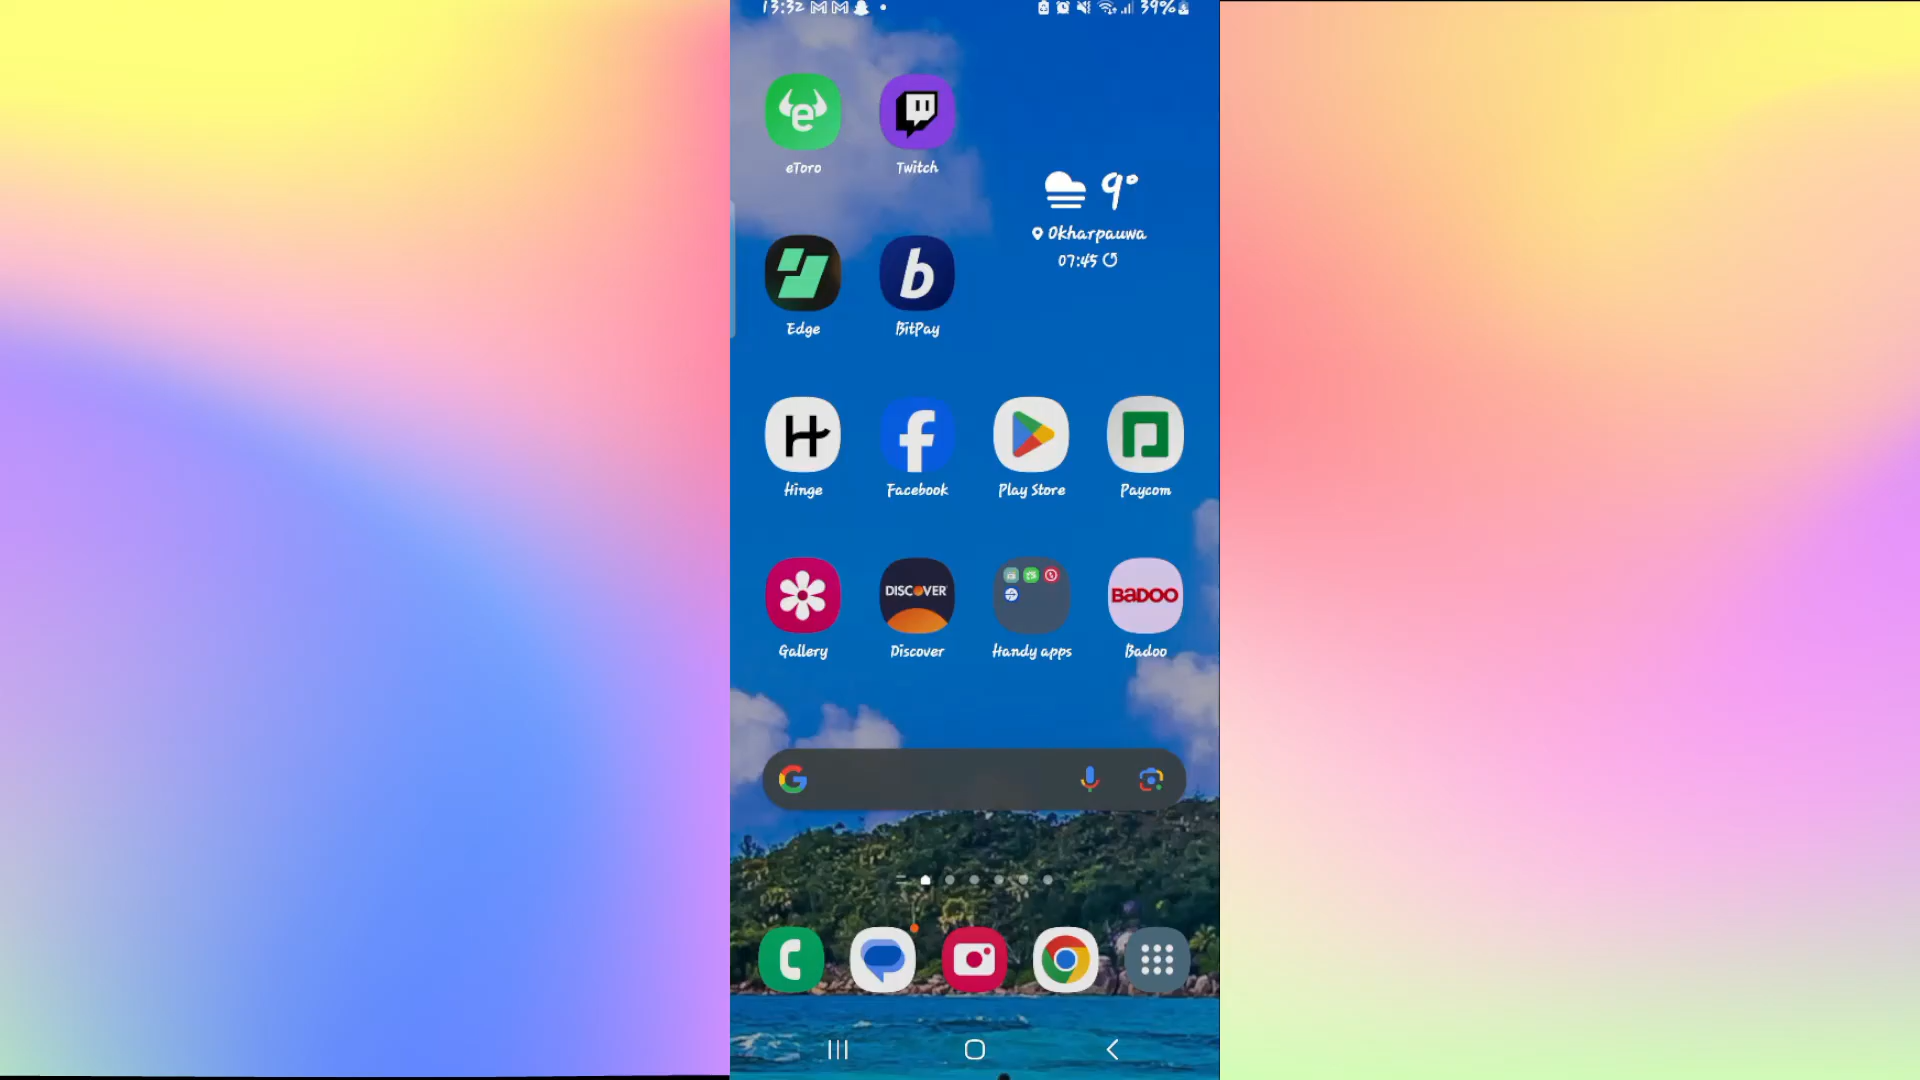 13:32
39%
eToro
Twitch
9°
Okharpauwa
07:45
b
Edge
BitPay
H
Hinge
Facebook
Play Store
Paycom
DISCOVER
BADOO
Gallery
Discover
Handy apps
Badoo